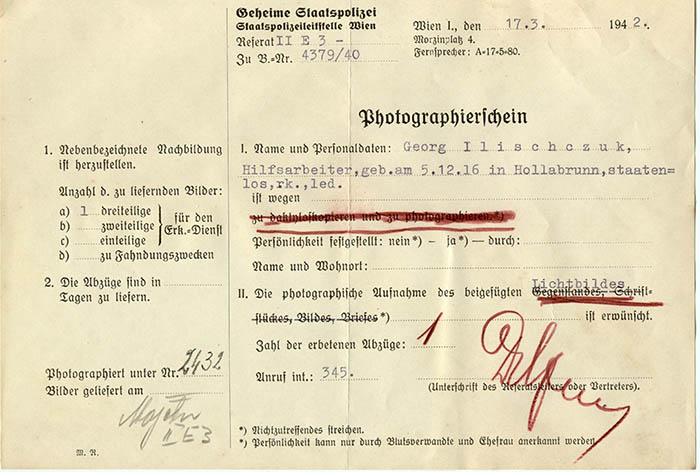 Geheime Staatspolizei
Staatspolizeileitstelle Wien
Referat II E 3 -
Zu B.=Nr. 4379/40
Wien I., den 17.3. 1942.
Morzinplatz 4.
Fernsprecher: A=17=5=80.
Photographierschein
1. Nebenbezeichnete Nachbildung
ist herzustellen.
Anzahl d. zu liefernden Bilder:
a) 1 dreiteilige
b) zweiteilige
c) einteilige
für den
Erk.=Dienst
d) zu Fahndungszwecken
2. Die Abzüge sind in
Tagen zu liefern.
Photographiert unter Nr. 2432
Bilder geliefert am
II E 3
M. R.
I. Name und Personaldaten: Georg Ilischczuk,
Hilfsarbeiter,geb.am 5.12.16 in Hollabrunn,staaten=
los,rk.,led.
ist wegen
zu daktyloskopieren und zu photographieren.*)
Persönlichkeit festgestellt: nein*) – ja*) – durch:
Name und Wohnort:
Lichtbildes
II. Die photographische Aufnahme des beigefügten Gegenstandes, Schrift=
stückes, Bildes, Briefes*) ist erwünscht.
Zahl der erbetenen Abzüge: 1
Anruf int.: 345.
(Unterschrift des Referatsleiters oder Vertreters).
*) Nichtzutreffendes streichen.
*) Persönlichkeit kann nur durch Blutsverwandte und Ehefrau anerkannt werden